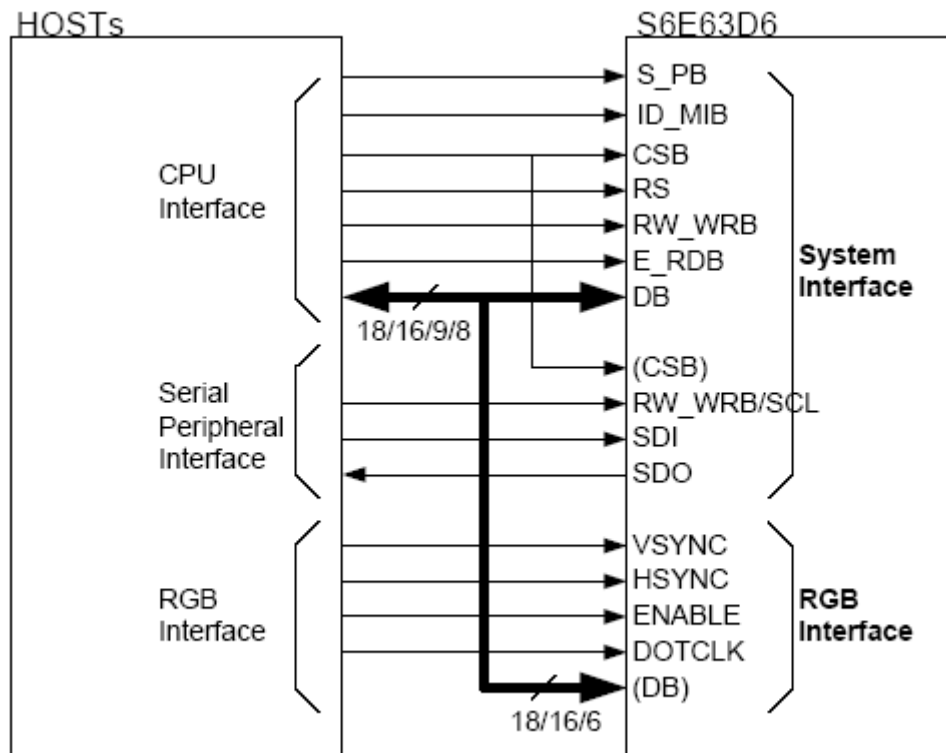 HOSTs
S6E63D6
CPU
Interface
S_PB
ID_MIB
CSB
RS
RW_WRB
E_RDB
DB
18/16/9/8
System
Interface
Serial
Peripheral
Interface
(CSB)
RW_WRB/SCL
SDI
SDO
RGB
Interface
VSYNC
HSYNC
ENABLE
DOTCLK
(DB)
18/16/6
RGB
Interface